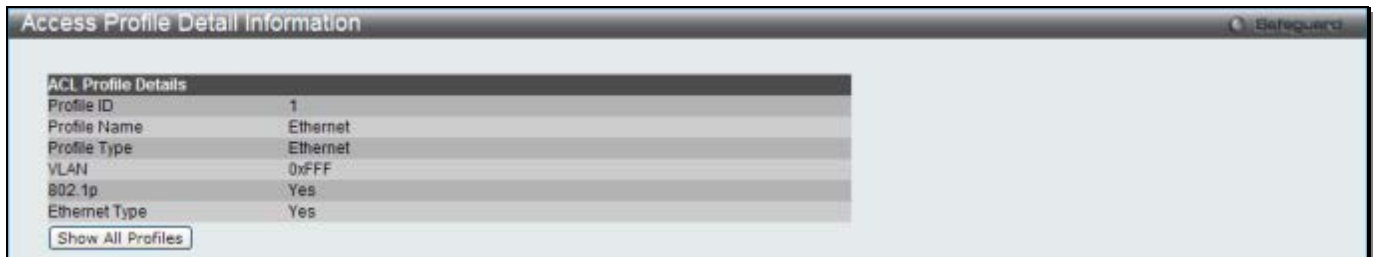 Access Profile Detail Information
Safeguard
ACL Profile Details
Profile ID 1
Profile Name Ethernet
Profile Type Ethernet
VLAN 0xFFF
802.1p Yes
Ethernet Type Yes
Show All Profiles